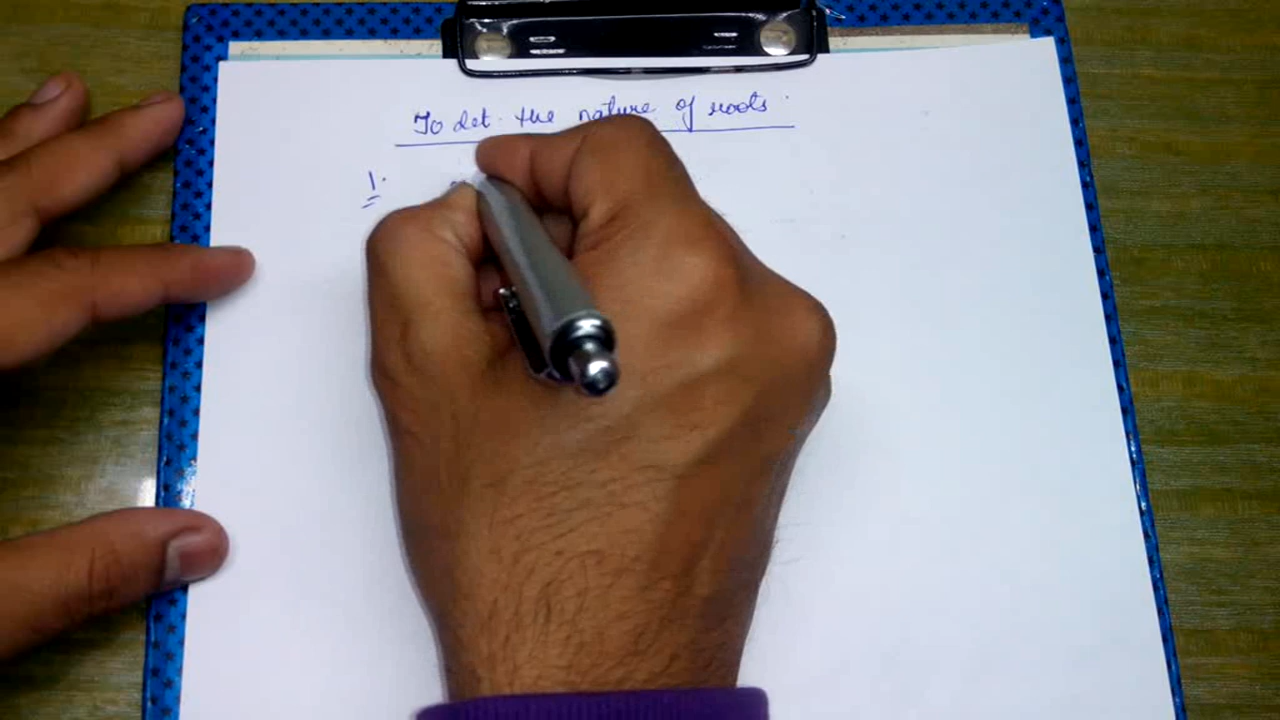 To det. the nature of roots.
1.